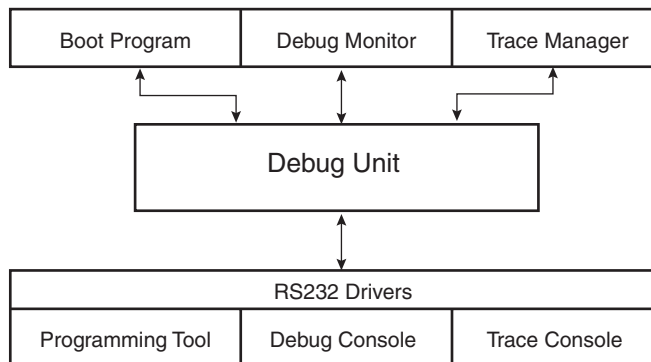 Boot Program
Debug Monitor
Trace Manager
Debug Unit
RS232 Drivers
Programming Tool
Debug Console
Trace Console